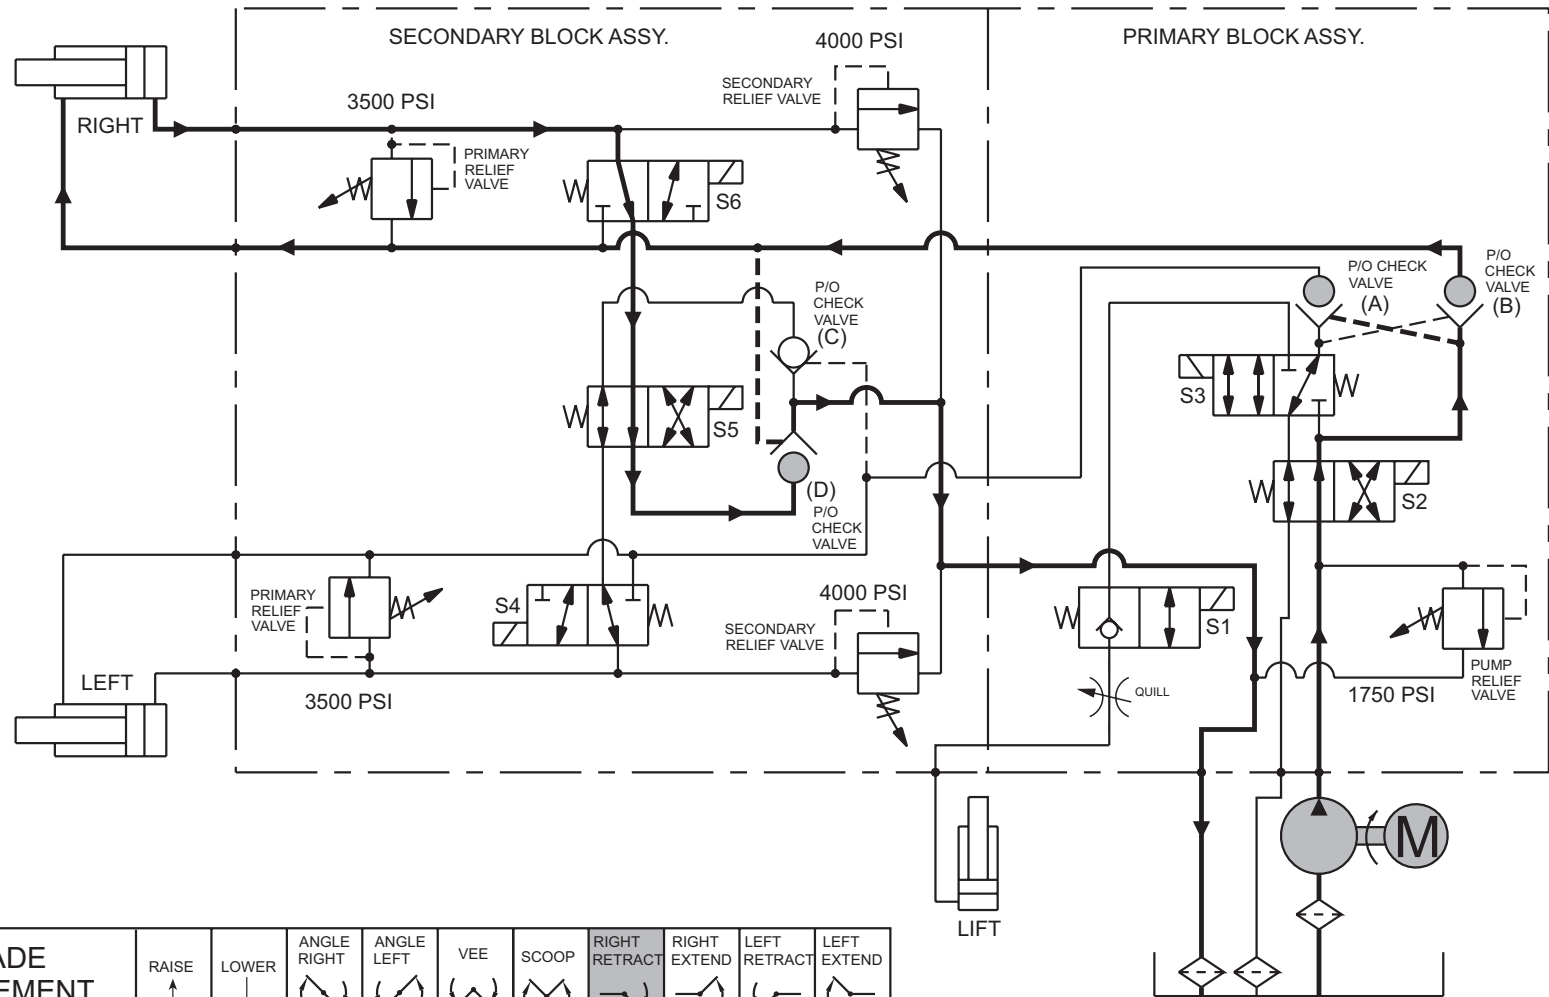 SECONDARY BLOCK ASSY.
4000 PSI
PRIMARY BLOCK ASSY.
SECONDARY
RELIEF VALVE
3500 PSI
RIGHT
PRIMARY
RELIEF
VALVE
S6
P/O
CHECK
VALVE
(C)
P/O CHECK
VALVE
(A)
P/O
CHECK
VALVE
(B)
S3
S5
S2
(D)
P/O
CHECK
VALVE
PRIMARY
RELIEF
VALVE
S4
4000 PSI
SECONDARY
RELIEF VALVE
S1
LEFT
3500 PSI
QUILL
1750 PSI
PUMP
RELIEF
VALVE
M
LIFT
RAISE
LOWER
ANGLE
RIGHT
ANGLE
LEFT
VEE
SCOOP
RIGHT
RETRACT
RIGHT
EXTEND
LEFT
RETRACT
LEFT
EXTEND